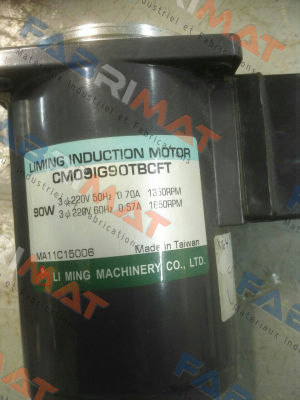 FABRIMAT
LIMING INDUCTION MOTOR
CM09IG90TBCFT
90W 3φ220V 50Hz 0.70A 1350RPM
3φ220V 60Hz 0.57A 1650RPM
MA11C15006 Made in Taiwan
LI MING MACHINERY CO., LTD.